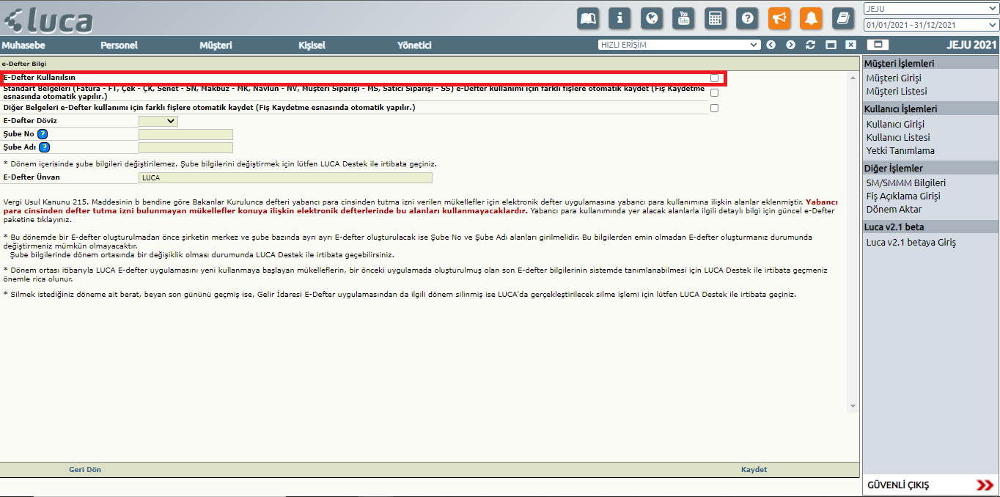 luca
You
Tube
JEJU
01/01/2021 - 31/12/2021
Muhasebe
Personel
Müşteri
Kişisel
Yönetici
HIZLI ERİŞİM
JEJU 2021
e-Defter Bilgi
E-Defter Kullanılsın
Standart Belgeleri (Fatura - FT, Çek - ÇK, Senet - SN, Makbuz - MK, Navlun - NV, Müşteri Siparişi - MS, Satıcı Siparişi - SS) e-Defter kullanımı için farklı fişlere otomatik kaydet (Fiş Kaydetme
esnasında otomatik yapılır.)
Diğer Belgeleri e-Defter kullanımı için farklı fişlere otomatik kaydet (Fiş Kaydetme esnasında otomatik yapılır.)
E-Defter Döviz
Şube No ?
Şube Adı ?
* Dönem içerisinde şube bilgileri değiştirilemez. Şube bilgilerini değiştirmek için lütfen LUCA Destek ile irtibata geçiniz.
E-Defter Ünvan
LUCA
Vergi Usul Kanunu 215. Maddesinin b bendine göre Bakanlar Kurulunca defteri yabancı para cinsinden tutma izni verilen mükellefler için elektronik defter uygulamasına yabancı para kullanımına ilişkin alanlar eklenmiştir. Yabancı
para cinsinden defter tutma izni bulunmayan mükellefler konuya ilişkin elektronik defterlerinde bu alanları kullanmayacaklardır. Yabancı para kullanımında yer alacak alanlarla ilgili detaylı bilgi için güncel e-Defter
paketine tıklayınız.
* Bu dönemde bir E-defter oluşturulmadan önce şirketin merkez ve şube bazında ayrı ayrı E-defter oluşturulacak ise Şube No ve Şube Adı alanları girilmelidir. Bu bilgilerden emin olmadan E-defter oluşturmanız durumunda
değiştirmeniz mümkün olmayacaktır.
Şube bilgilerinde dönem ortasında bir değişiklik olması durumunda LUCA Destek ile irtibata geçebilirsiniz.
* Dönem ortası itibarıyla LUCA E-defter uygulamasını yeni kullanmaya başlayan mükelleflerin, bir önceki uygulamada oluşturulmuş olan son E-defter bilgilerinin sistemde tanımlanabilmesi için LUCA Destek ile irtibata geçmeniz
önemle rica olunur.
* Silmek istediğiniz döneme ait berat, beyan son gününü geçmiş ise, Gelir İdaresi E-Defter uygulamasından da ilgili dönem silinmiş ise LUCA'da gerçekleştirilecek silme işlemi için lütfen LUCA Destek ile irtibata geçiniz.
Geri Dön
Kaydet
Müşteri İşlemleri
Müşteri Girişi
Müşteri Listesi
Kullanıcı İşlemleri
Kullanıcı Girişi
Kullanıcı Listesi
Yetki Tanımlama
Diğer İşlemler
SM/SMMM Bilgileri
Fiş Açıklama Girişi
Dönem Aktar
Luca v2.1 beta
Luca v2.1 betaya Giriş
GÜVENLİ ÇIKIŞ